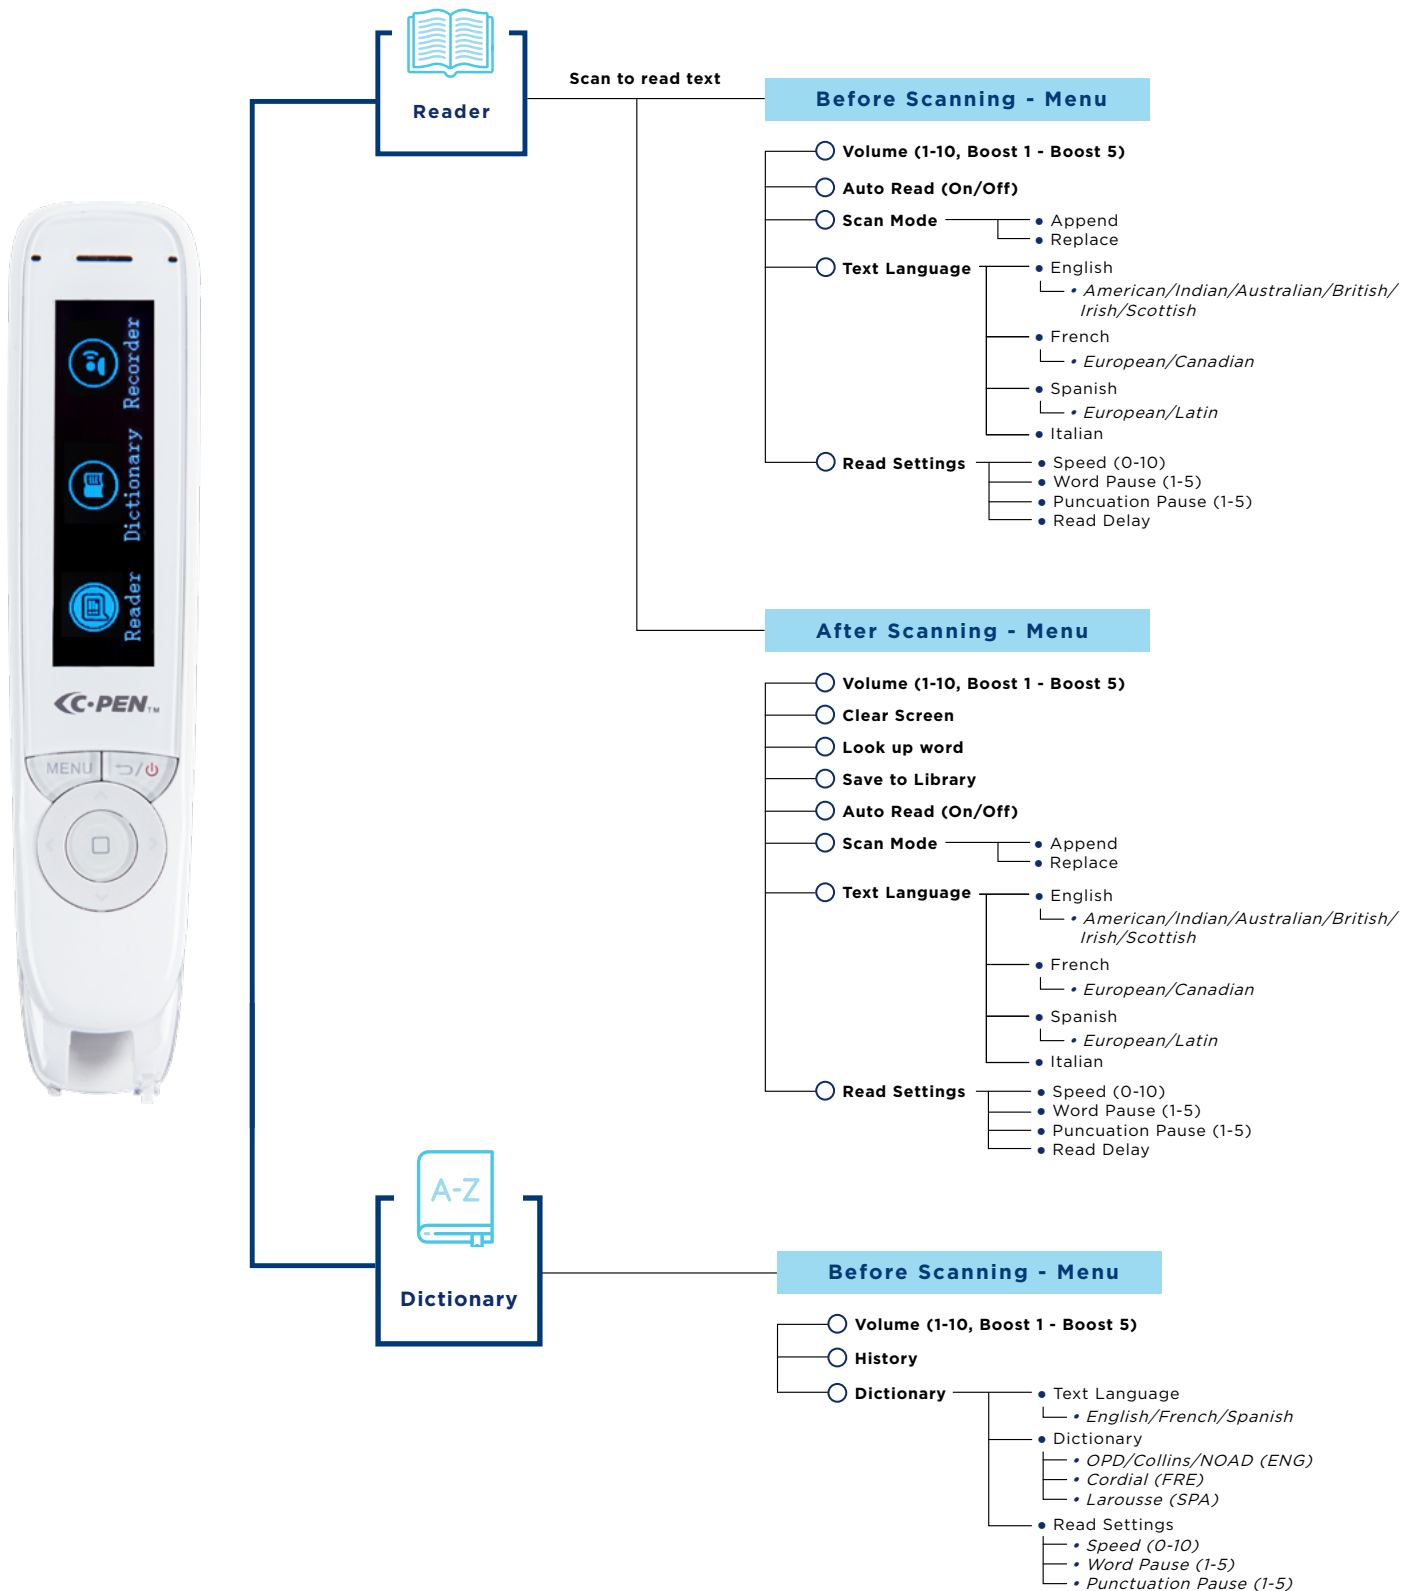 Reader
Scan to read text
Before Scanning - Menu
Volume (1-10, Boost 1 - Boost 5)
Auto Read (On/Off)
Scan Mode
Append
Replace
Text Language
English
American/Indian/Australian/British/
Irish/Scottish
French
European/Canadian
Spanish
European/Latin
Italian
Read Settings
Speed (0-10)
Word Pause (1-5)
Puncuation Pause (1-5)
Read Delay
Reader
Dictionary
Recorder
C-PEN™
MENU
After Scanning - Menu
Volume (1-10, Boost 1 - Boost 5)
Clear Screen
Look up word
Save to Library
Auto Read (On/Off)
Scan Mode
Append
Replace
Text Language
English
American/Indian/Australian/British/
Irish/Scottish
French
European/Canadian
Spanish
European/Latin
Italian
Read Settings
Speed (0-10)
Word Pause (1-5)
Puncuation Pause (1-5)
Read Delay
A-Z
Dictionary
Before Scanning - Menu
Volume (1-10, Boost 1 - Boost 5)
History
Dictionary
Text Language
English/French/Spanish
Dictionary
OPD/Collins/NOAD (ENG)
Cordial (FRE)
Larousse (SPA)
Read Settings
Speed (0-10)
Word Pause (1-5)
Punctuation Pause (1-5)